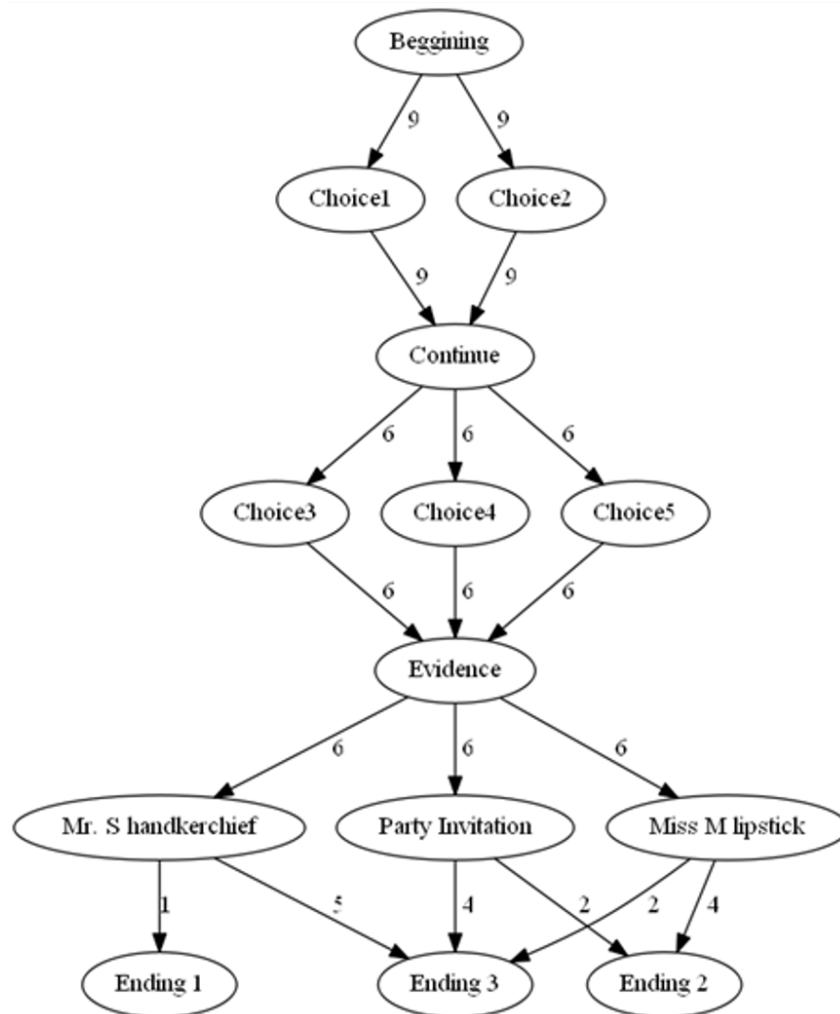 Beggining
9 9
Choice1 Choice2
9 9
Continue
6 6 6
Choice3 Choice4 Choice5
6 6 6
Evidence
6 6 6
Mr. S handkerchief Party Invitation Miss M lipstick
1 5 4 2 2 4
Ending 1 Ending 3 Ending 2